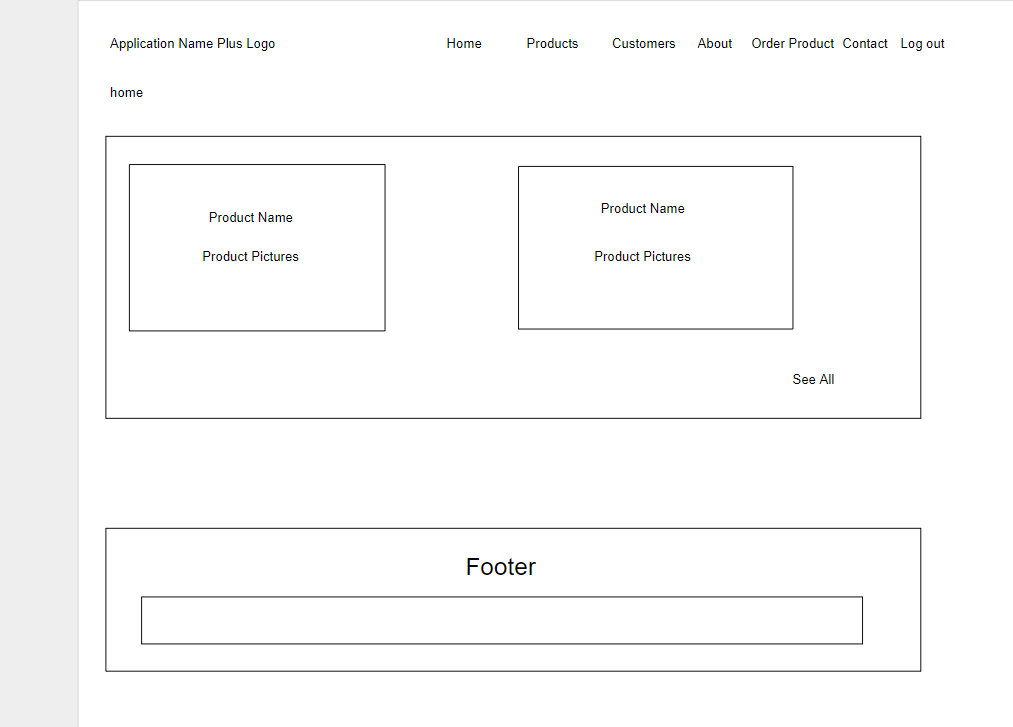 Application Name Plus Logo Home Products Customers About Order Product Contact Log out
home
Product Name Product Name
Product Pictures Product Pictures
See All
Footer